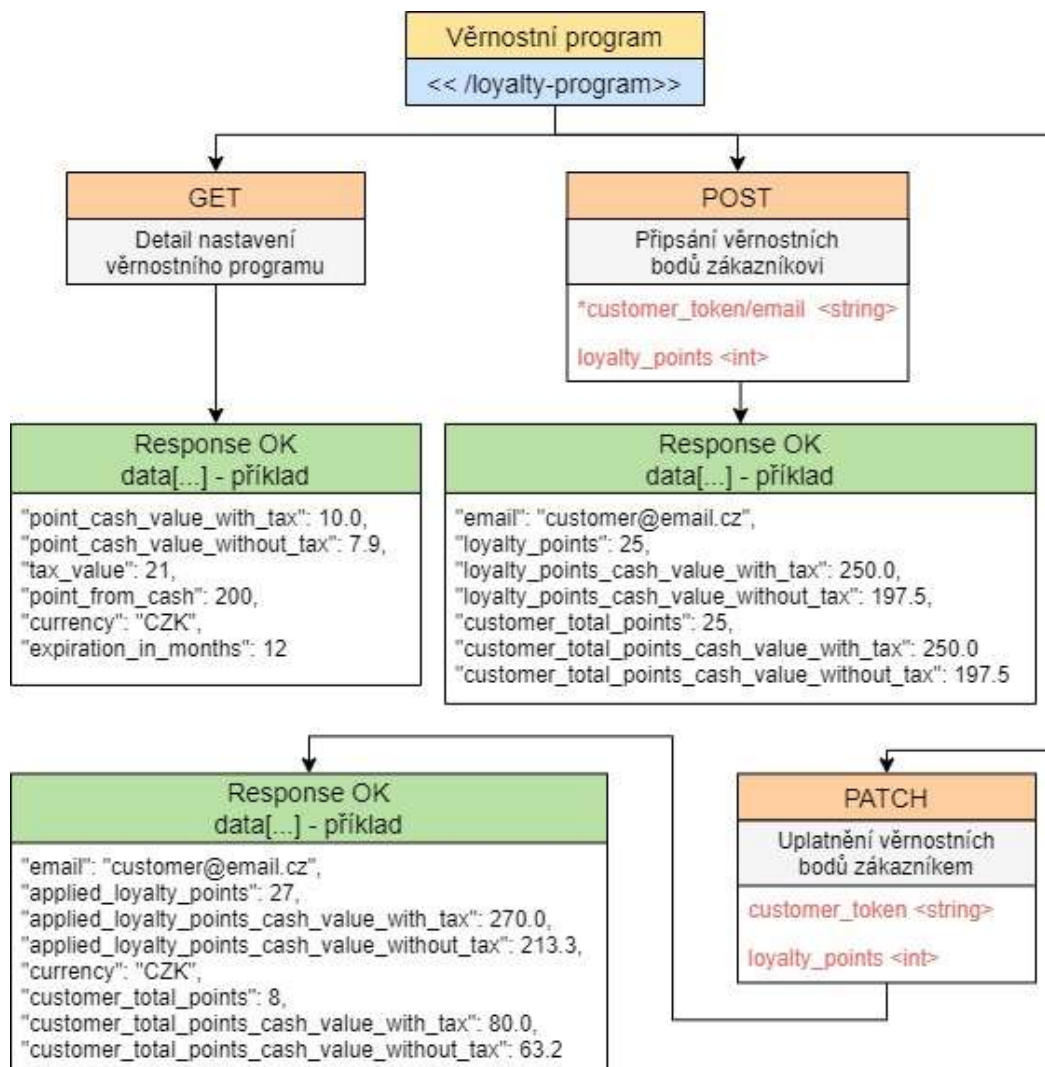 Věrnostní program
<< /loyalty-program>>
GET
Detail nastavení
věrnostního programu
POST
Připsání věrnostních
bodů zákazníkovi
*customer_token/email <string>
loyalty_points <int>
Response OK
data[...] - příklad
"point_cash_value_with_tax": 10.0,
"point_cash_value_without_tax": 7.9,
"tax_value": 21,
"point_from_cash": 200,
"currency": "CZK",
"expiration_in_months": 12
Response OK
data[...] - příklad
"email": "customer@email.cz",
"loyalty_points": 25,
"loyalty_points_cash_value_with_tax": 250.0,
"loyalty_points_cash_value_without_tax": 197.5,
"customer_total_points": 25,
"customer_total_points_cash_value_with_tax": 250.0
"customer_total_points_cash_value_without_tax": 197.5
PATCH
Uplatnění věrnostních
bodů zákazníkem
customer_token <string>
loyalty_points <int>
Response OK
data[...] - příklad
"email": "customer@email.cz",
"applied_loyalty_points": 27,
"applied_loyalty_points_cash_value_with_tax": 270.0,
"applied_loyalty_points_cash_value_without_tax": 213.3,
"currency": "CZK",
"customer_total_points": 8,
"customer_total_points_cash_value_with_tax": 80.0,
"customer_total_points_cash_value_without_tax": 63.2